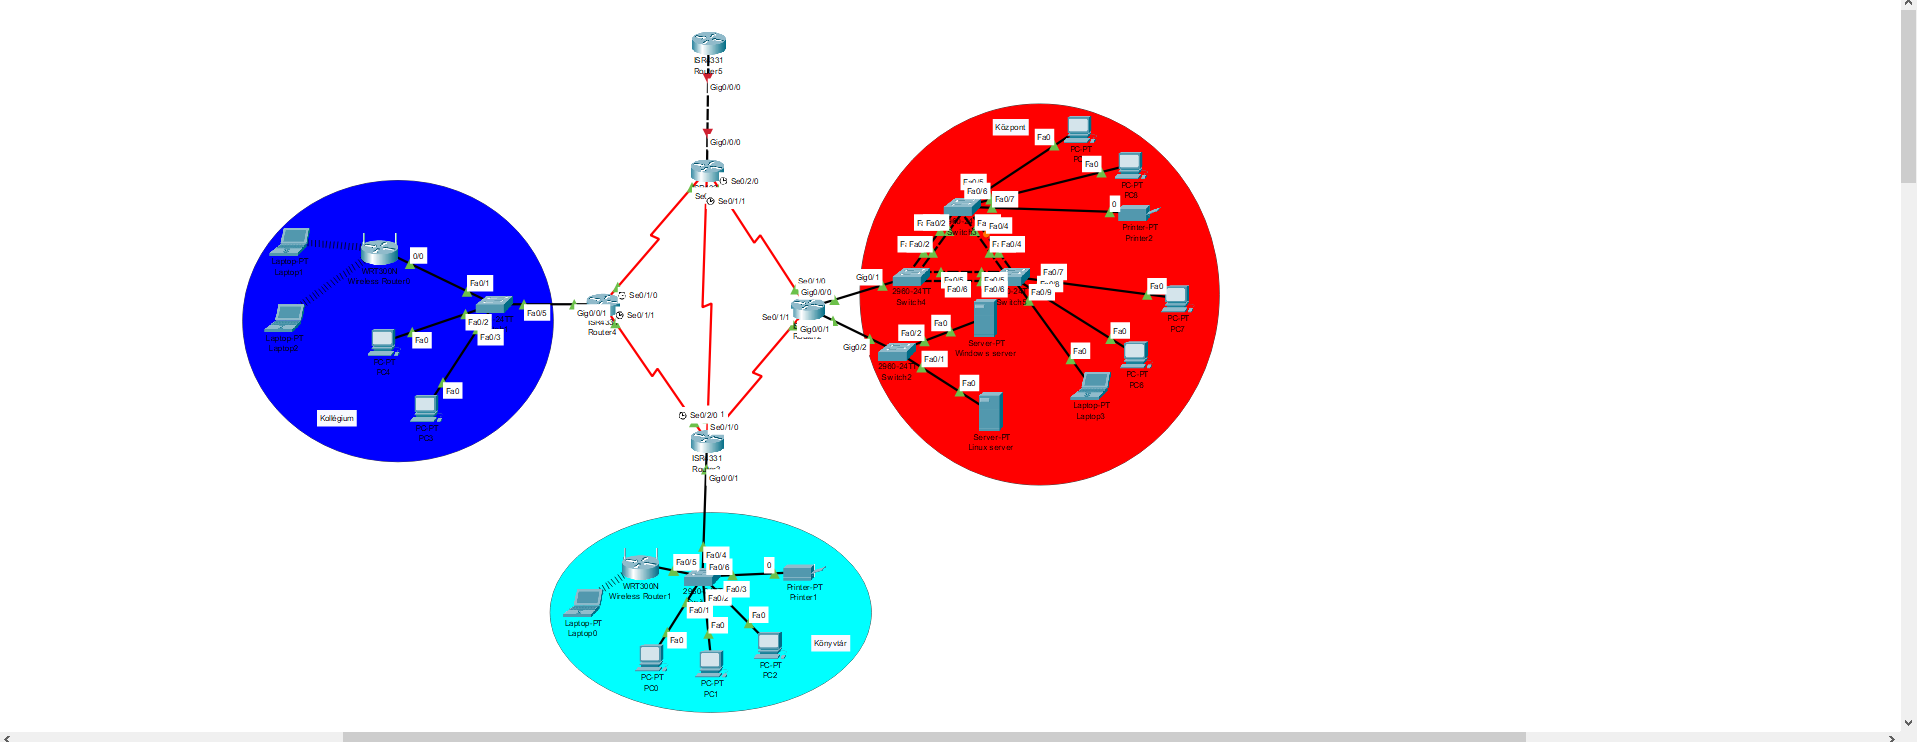 ISR4331
Router5
Gig0/0/0
Gig0/0/0
Se0/2/0
Se0/1/1
Központ
Fa0
PC-PT
Fa0
PC-PT
PC8
0
Printer-PT
Printer2
Fa0/6
Fa0/7
Fa0/2
Fa0/4
Fa0/2
Fa0/4
Gig0/1
Fa0/5
Fa0/5
Fa0/6
Fa0/6
2960-24TT
Switch4
Fa0/7
Fa0/8
Fa0/9
Fa0
PC-PT
PC7
Fa0
PC-PT
PC6
Fa0
Laptop-PT
Laptop3
Se0/1/0
Gig0/0/0
Se0/1/1
Gig0/0/1
Gig0/2
Fa0/2
Fa0
Server-PT
Windows server
2960-24TT
Switch2
Fa0/1
Fa0
Server-PT
Linux server
Laptop-PT
WRT300N
Wireless Router0
0/0
Fa0/1
Laptop-PT
Fa0/2
Fa0/3
Fa0/5
Fa0
PC-PT
PC4
Fa0
PC-PT
PC3
Kollégium
Se0/1/0
Se0/1/1
Gig0/0/1
ISR4331
Router4
Se0/2/0
Se0/1/0
ISR4331
Gig0/0/1
Fa0/4
Fa0/5
Fa0/6
0
WRT300N
Wireless Router1
Printer-PT
Printer1
Fa0/3
Fa0/2
Fa0/1
Laptop-PT
Laptop0
Fa0
Fa0
Fa0
PC-PT
PC0
PC-PT
PC1
PC-PT
PC2
Könyvtár